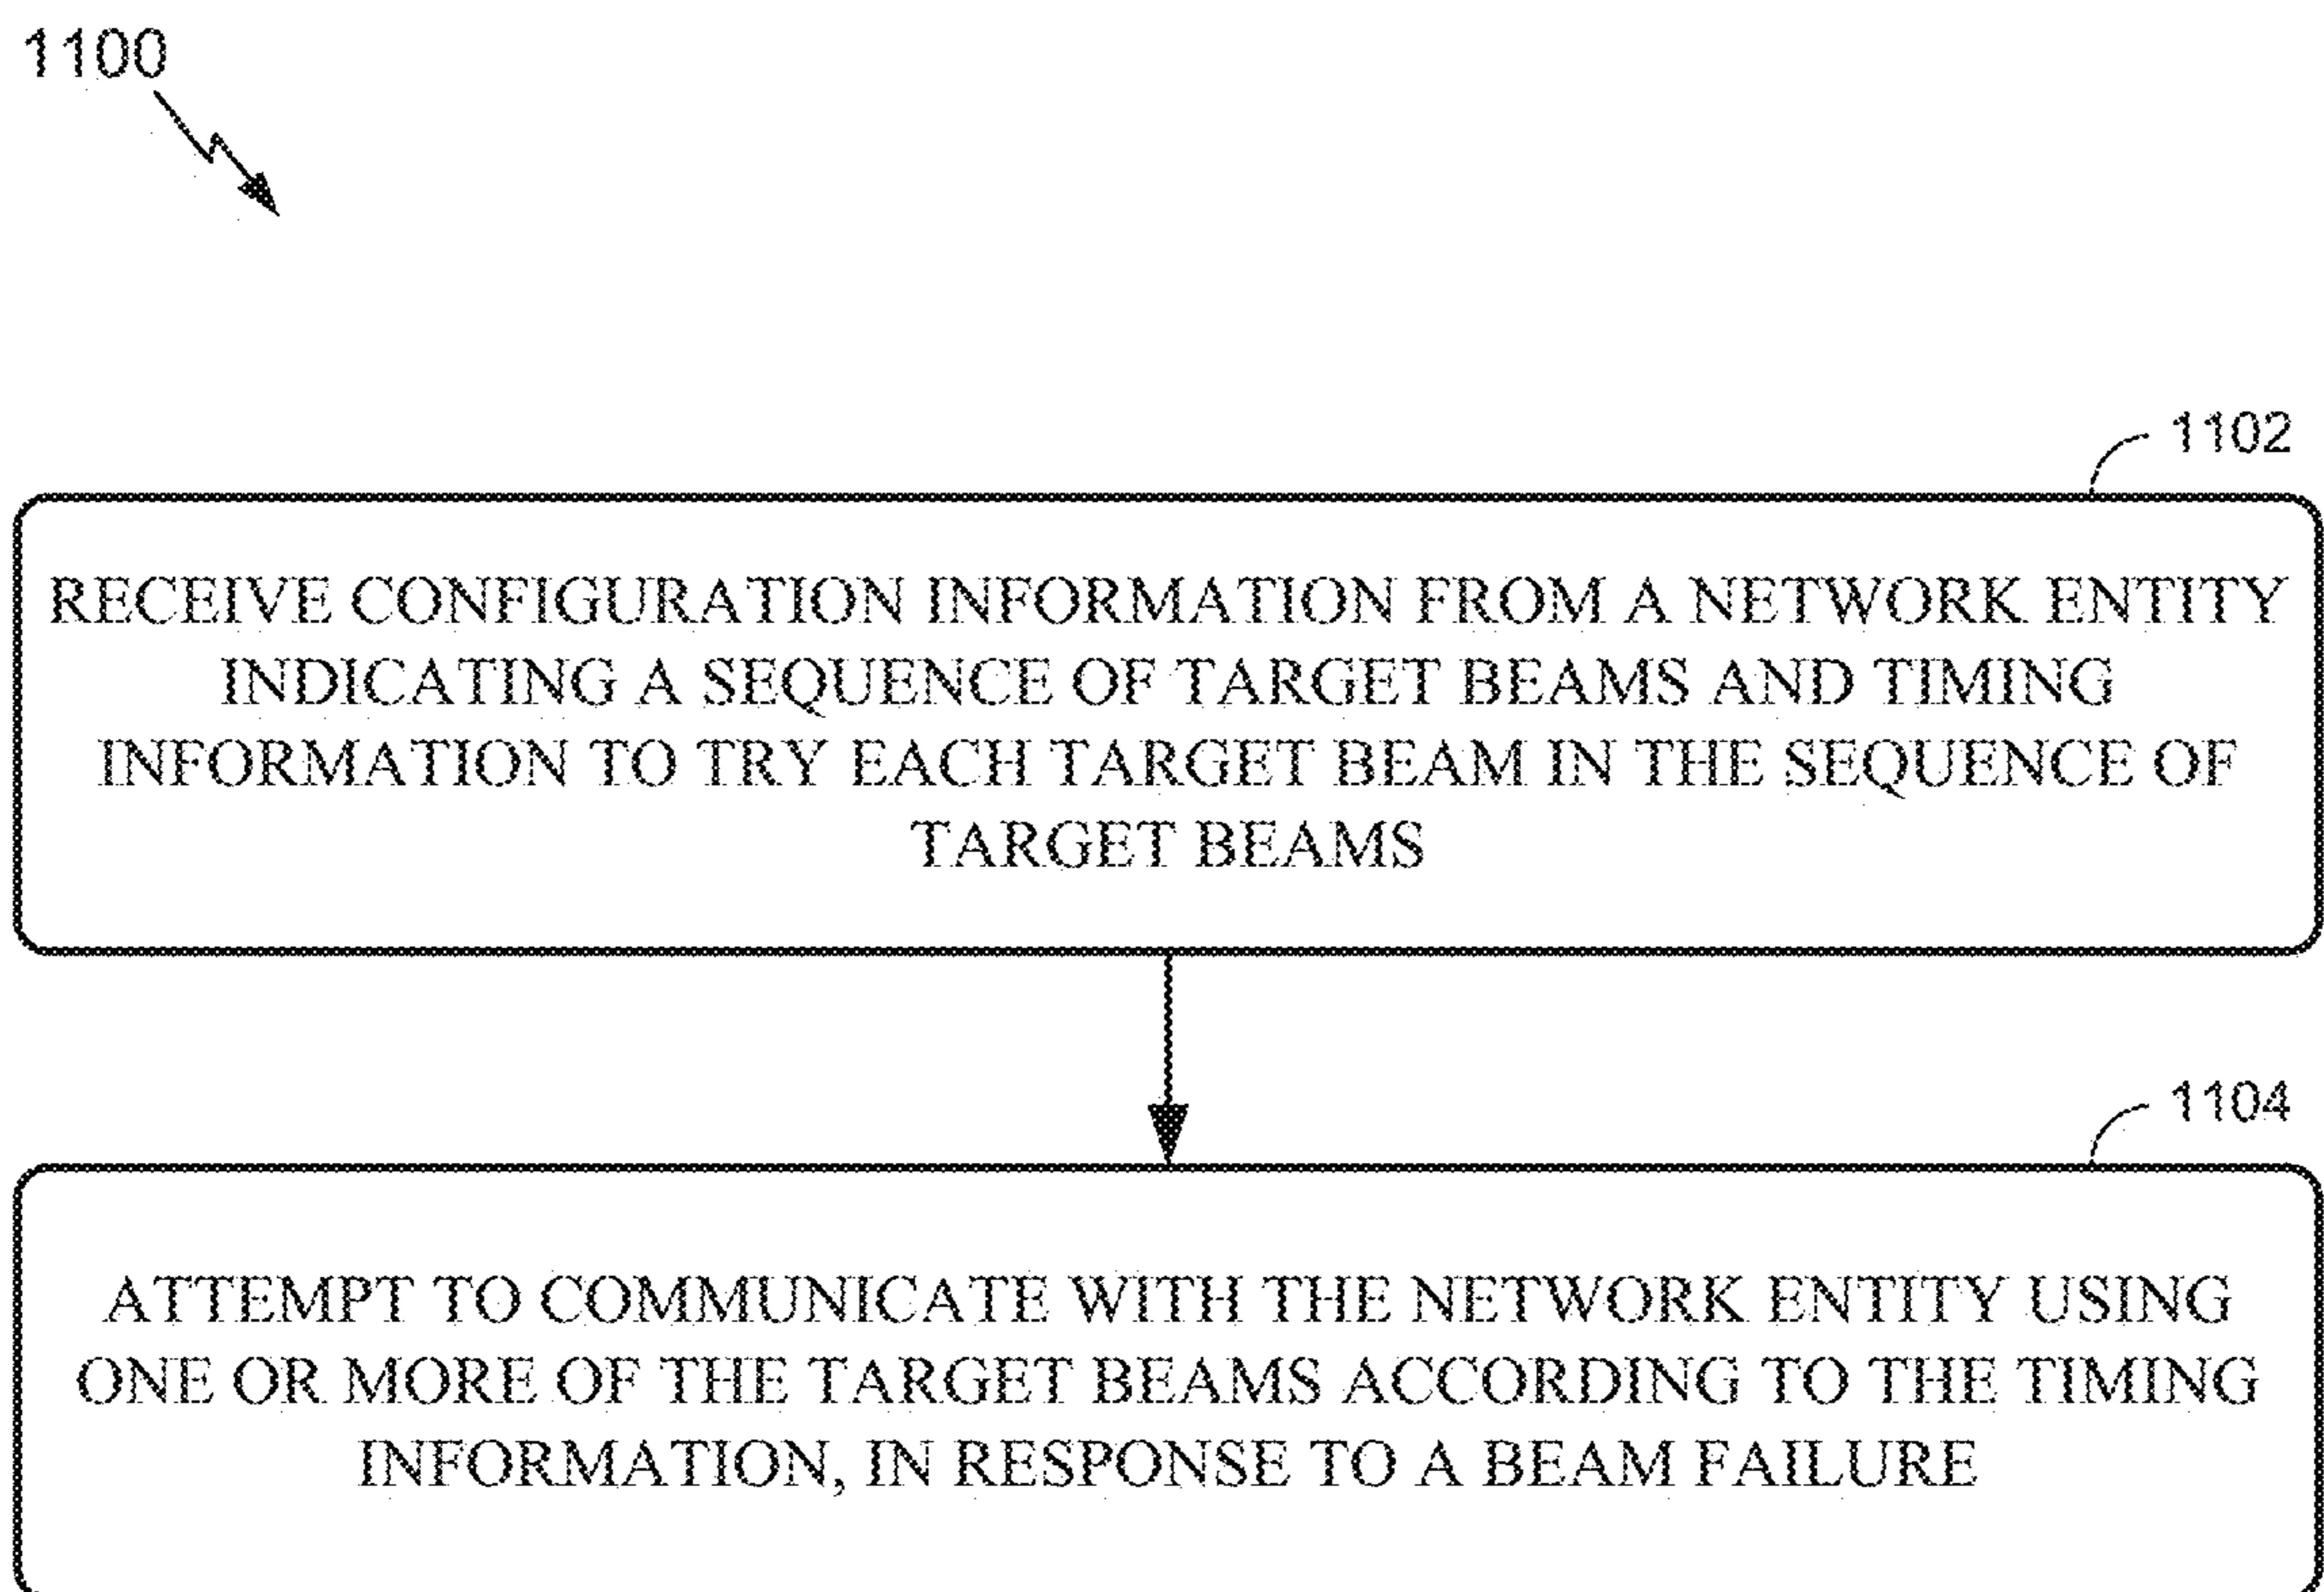 1100
1102
RECEIVE CONFIGURATION INFORMATION FROM A NETWORK ENTITY
INDICATING A SEQUENCE OF TARGET BEAMS AND TIMING
INFORMATION TO TRY EACH TARGET BEAM IN THE SEQUENCE OF
TARGET BEAMS
1104
ATTEMPT TO COMMUNICATE WITH THE NETWORK ENTITY USING
ONE OR MORE OF THE TARGET BEAMS ACCORDING TO THE TIMING
INFORMATION, IN RESPONSE TO A BEAM FAILURE